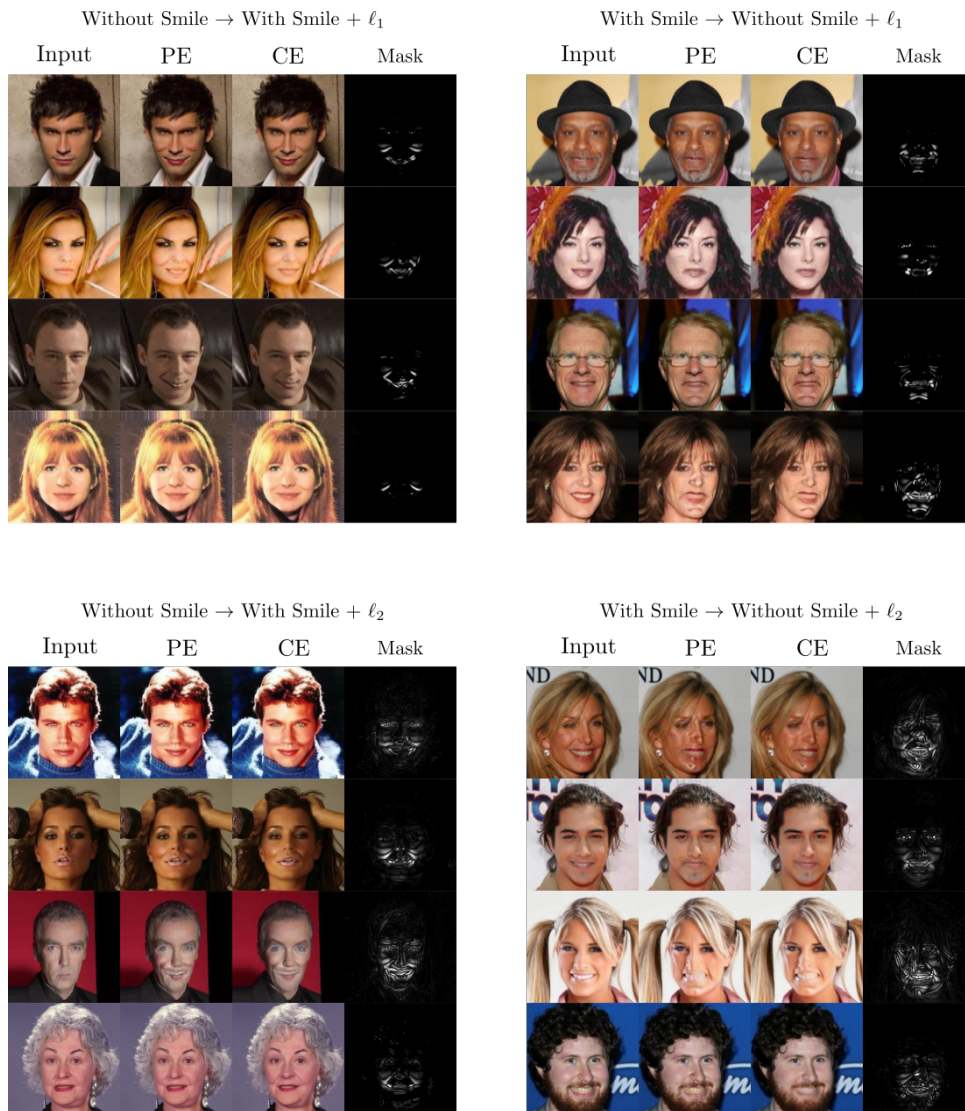 Without Smile → With Smile + ℓ₁
Input PE CE Mask
With Smile → Without Smile + ℓ₁
Input PE CE Mask
Without Smile → With Smile + ℓ₂
Input PE CE Mask
With Smile → Without Smile + ℓ₂
Input PE CE Mask
ND ND ND